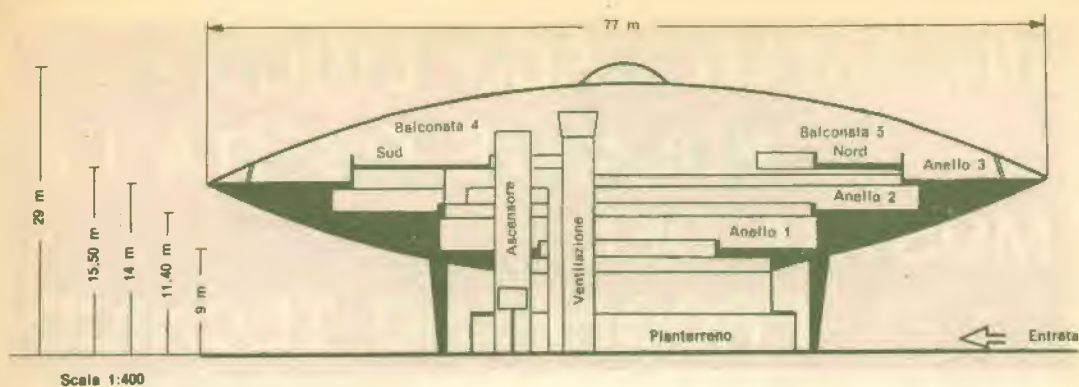 77 m
Balconata 4
Balconata 5
Sud
Nord
Anello 3
Anello 2
Anello 1
Ascensore
Ventilazione
29 m
15,50 m
14 m
11,40 m
9 m
Pianterreno
Entrata
Scala 1:400